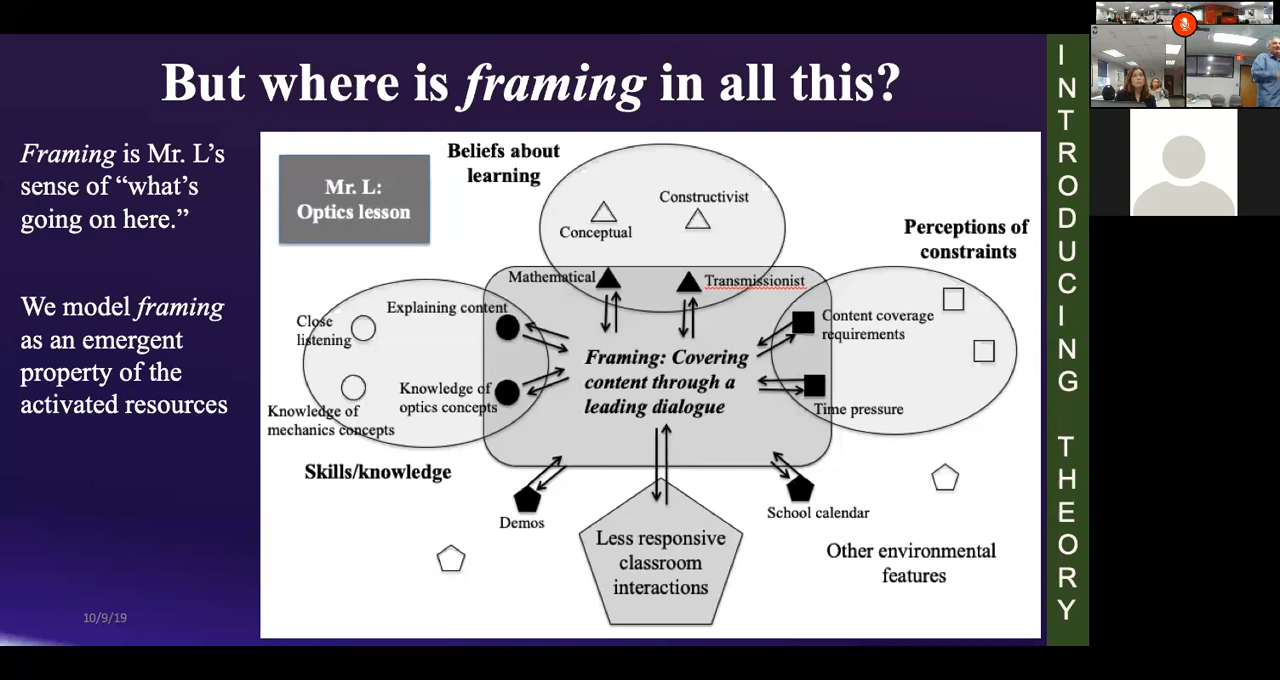 But where is framing in all this?
Framing is Mr. L's
sense of "what's
going on here."
We model framing
as an emergent
property of the
activated resources
10/9/19
Mr. L:
Optics lesson
Beliefs about
learning
Conceptual
Constructivist
Mathematical
Transmissionist
Perceptions of
constraints
Content coverage
requirements
Time pressure
Close
listening
Explaining content
Knowledge of
optics concepts
Knowledge of
mechanics concepts
Skills/knowledge
Framing: Covering
content through a
leading dialogue
Demos
Less responsive
classroom
interactions
School calendar
Other environmental
features
INTRODUCING THEORY